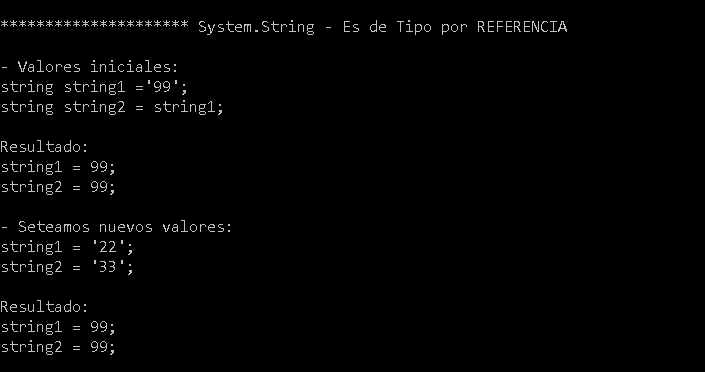 ********************* System.String - Es de Tipo por REFERENCIA
- Valores iniciales:
string string1 ='99';
string string2 = string1;
Resultado:
string1 = 99;
string2 = 99;
- Seteamos nuevos valores:
string1 = '22';
string2 = '33';
Resultado:
string1 = 99;
string2 = 99;